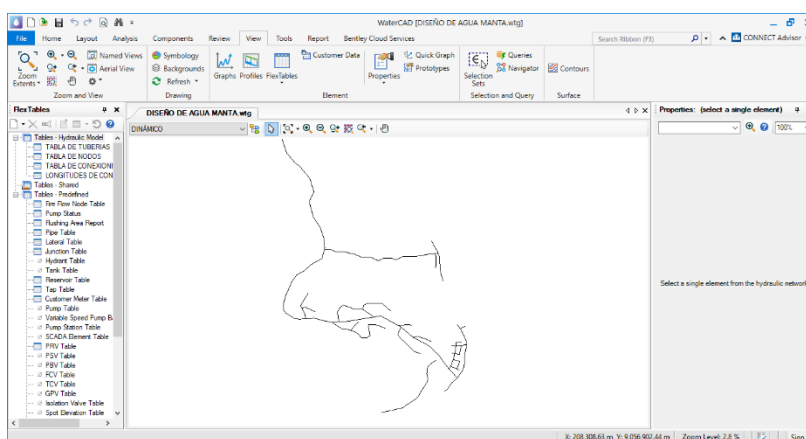 WaterCAD [DISEÑO DE AGUA MANTA.wtg]
File Home Layout Analysis Components Review View Tools Report Bentley Cloud Services Search Ribbon (F3) CONNECT Advisor
Zoom Extents
Named Views
Aerial View
Zoom and View
Symbology
Backgrounds
Refresh
Drawing
Graphs Profiles FlexTables
Customer Data
Properties
Quick Graph
Prototypes
Element
Selection Sets
Queries
Navigator
Selection and Query
Contours
Surface
FlexTables
Tables - Hydraulic Model
TABLA DE TUBERIAS
TABLA DE NODOS
TABLA DE CONEXIONI
LONGITUDES DE CON
Tables - Shared
Tables - Predefined
Fire Flow Node Table
Pump Status
Flushing Area Report
Pipe Table
Lateral Table
Junction Table
Hydrant Table
Tank Table
Reservoir Table
Tap Table
Customer Meter Table
Pump Table
Variable Speed Pump B
Pump Station Table
SCADA Element Table
PRV Table
PSV Table
PBV Table
FCV Table
TCV Table
GPV Table
Isolation Valve Table
Spot Elevation Table
DISEÑO DE AGUA MANTA.wtg
DINÁMICO
Properties: (select a single element)
100%
Select a single element from the hydraulic network
X: 208.308,63 m, Y: 9.056.902,44 m Zoom Level: 2,8 % Sign